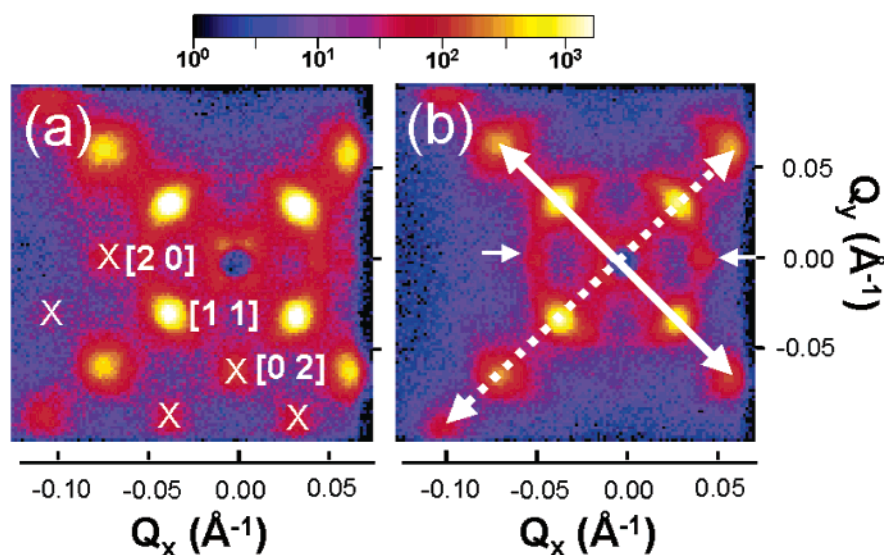 10⁰ 10¹ 10² 10³
(a) (b)
X [2 0]
X [1 1]
X [0 2]
X X
0.05
0.00
-0.05
Q_y (Å⁻¹)
-0.10 -0.05 0.00 0.05 -0.10 -0.05 0.00 0.05
Q_x (Å⁻¹) Q_x (Å⁻¹)